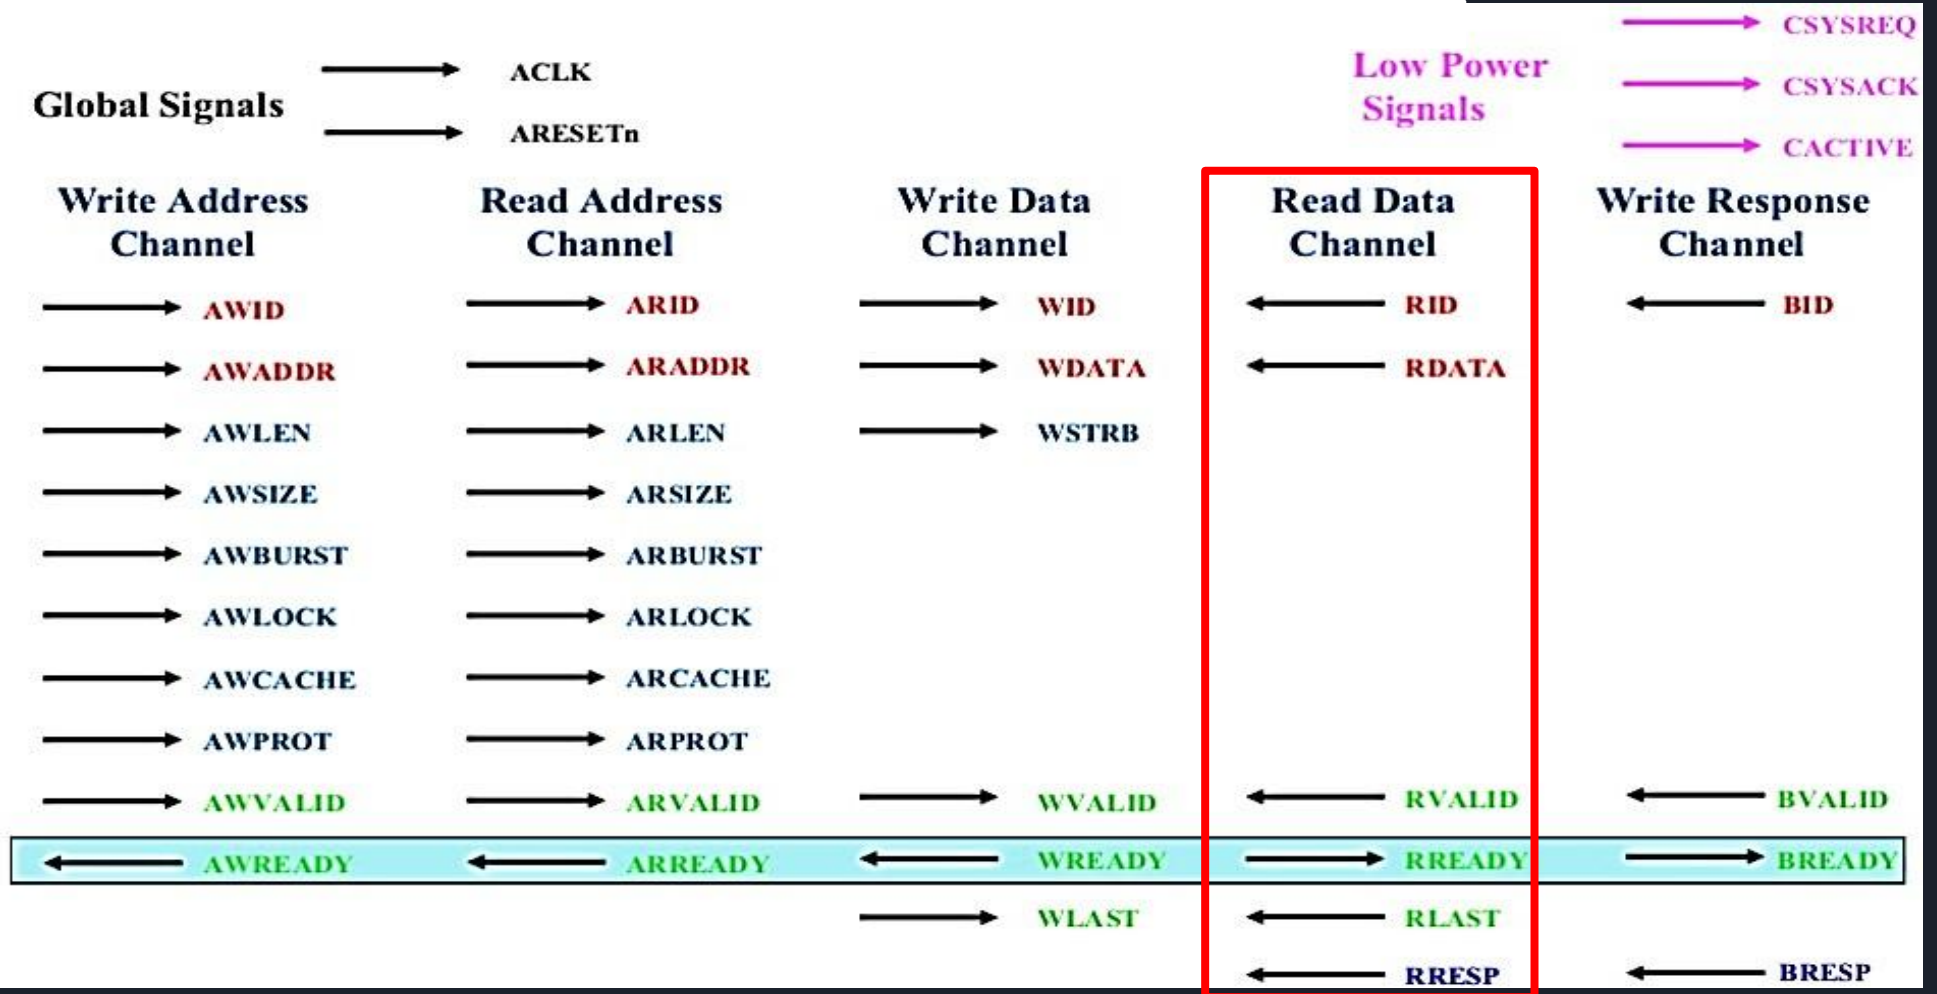 CSYSREQ
Low Power
Signals
CSYSACK
CACTIVE
Global Signals
ACLK
ARESETn
Write Address
Channel
Read Address
Channel
Write Data
Channel
Read Data
Channel
Write Response
Channel
AWID
ARID
WID
RID
BID
AWADDR
ARADDR
WDATA
RDATA
AWLEN
ARLEN
WSTRB
AWSIZE
ARSIZE
AWBURST
ARBURST
AWLOCK
ARLOCK
AWCACHE
ARCACHE
AWPROT
ARPROT
AWVALID
ARVALID
WVALID
RVALID
BVALID
AWREADY
ARREADY
WREADY
RREADY
BREADY
WLAST
RLAST
RRESP
BRESP